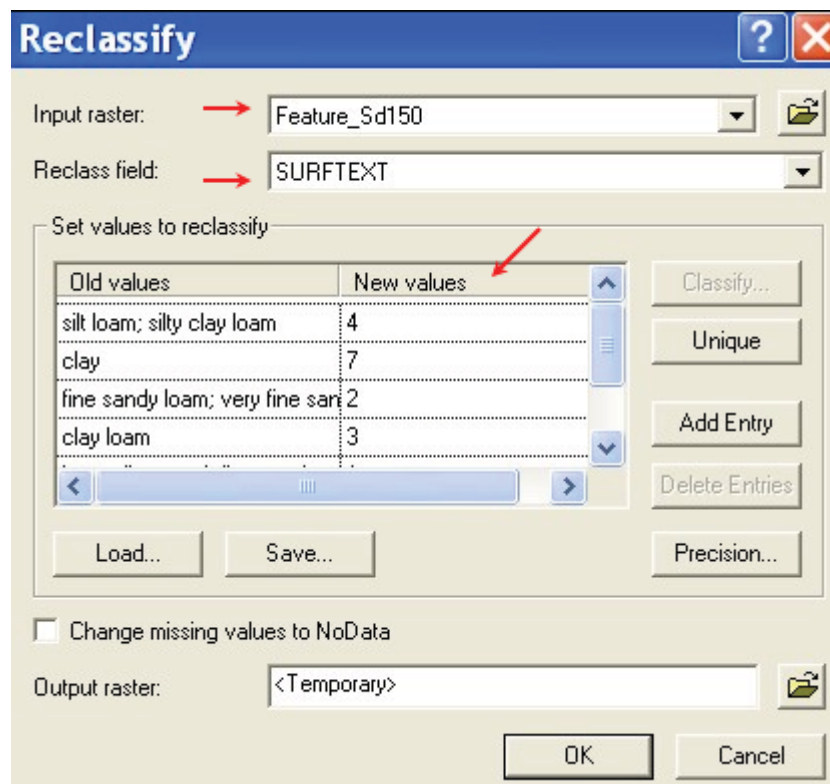 Reclassify
Input raster: Feature_Sd150
Reclass field: SURFTEXT
Set values to reclassify
Old values New values
silt loam; silty clay loam 4
clay 7
fine sandy loam; very fine san 2
clay loam 3
Classify...
Unique
Add Entry
Delete Entries
Load... Save... Precision...
Change missing values to NoData
Output raster: <Temporary>
OK Cancel